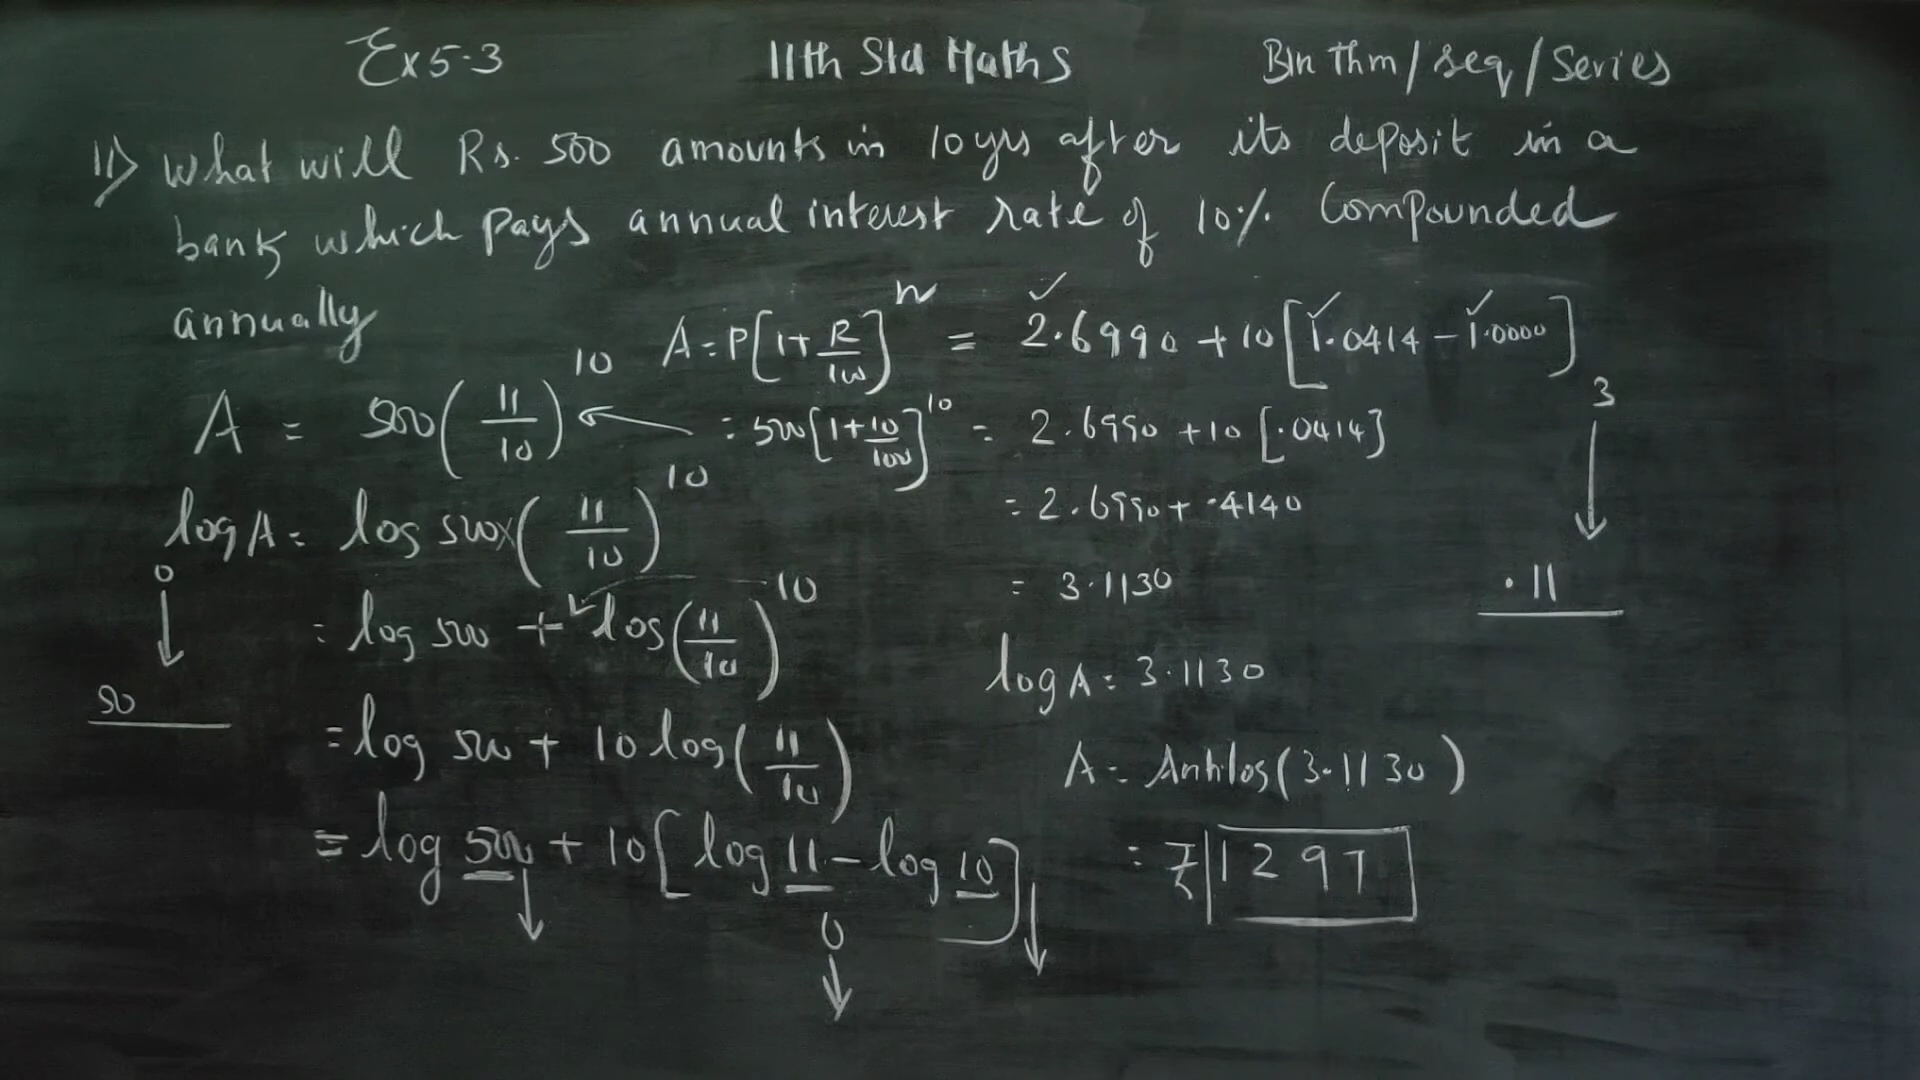 Ex 5.3 11th Std Maths Bin Thm/seq/Series
11) What will Rs. 500 amounts in 10 yrs after its deposit in a
bank which pays annual interest rate of 10% Compounded
annually
A = P[1+R/100]^n
= 500[1+10/100]^10
A = 500(11/10)^10
log A = log 500×(11/10)^10
= log 500 + log(11/10)^10
= log 500 + 10 log(11/10)
= log 500 + 10[log 11 - log 10]
0
50
0
= 2.6990 + 10[1.0414 - 1.0000]
= 2.6990 + 10[.0414]
= 2.6990 + .4140
= 3.1130
log A = 3.1130
A = Antilog(3.1130)
= ₹ 1297
3
.11